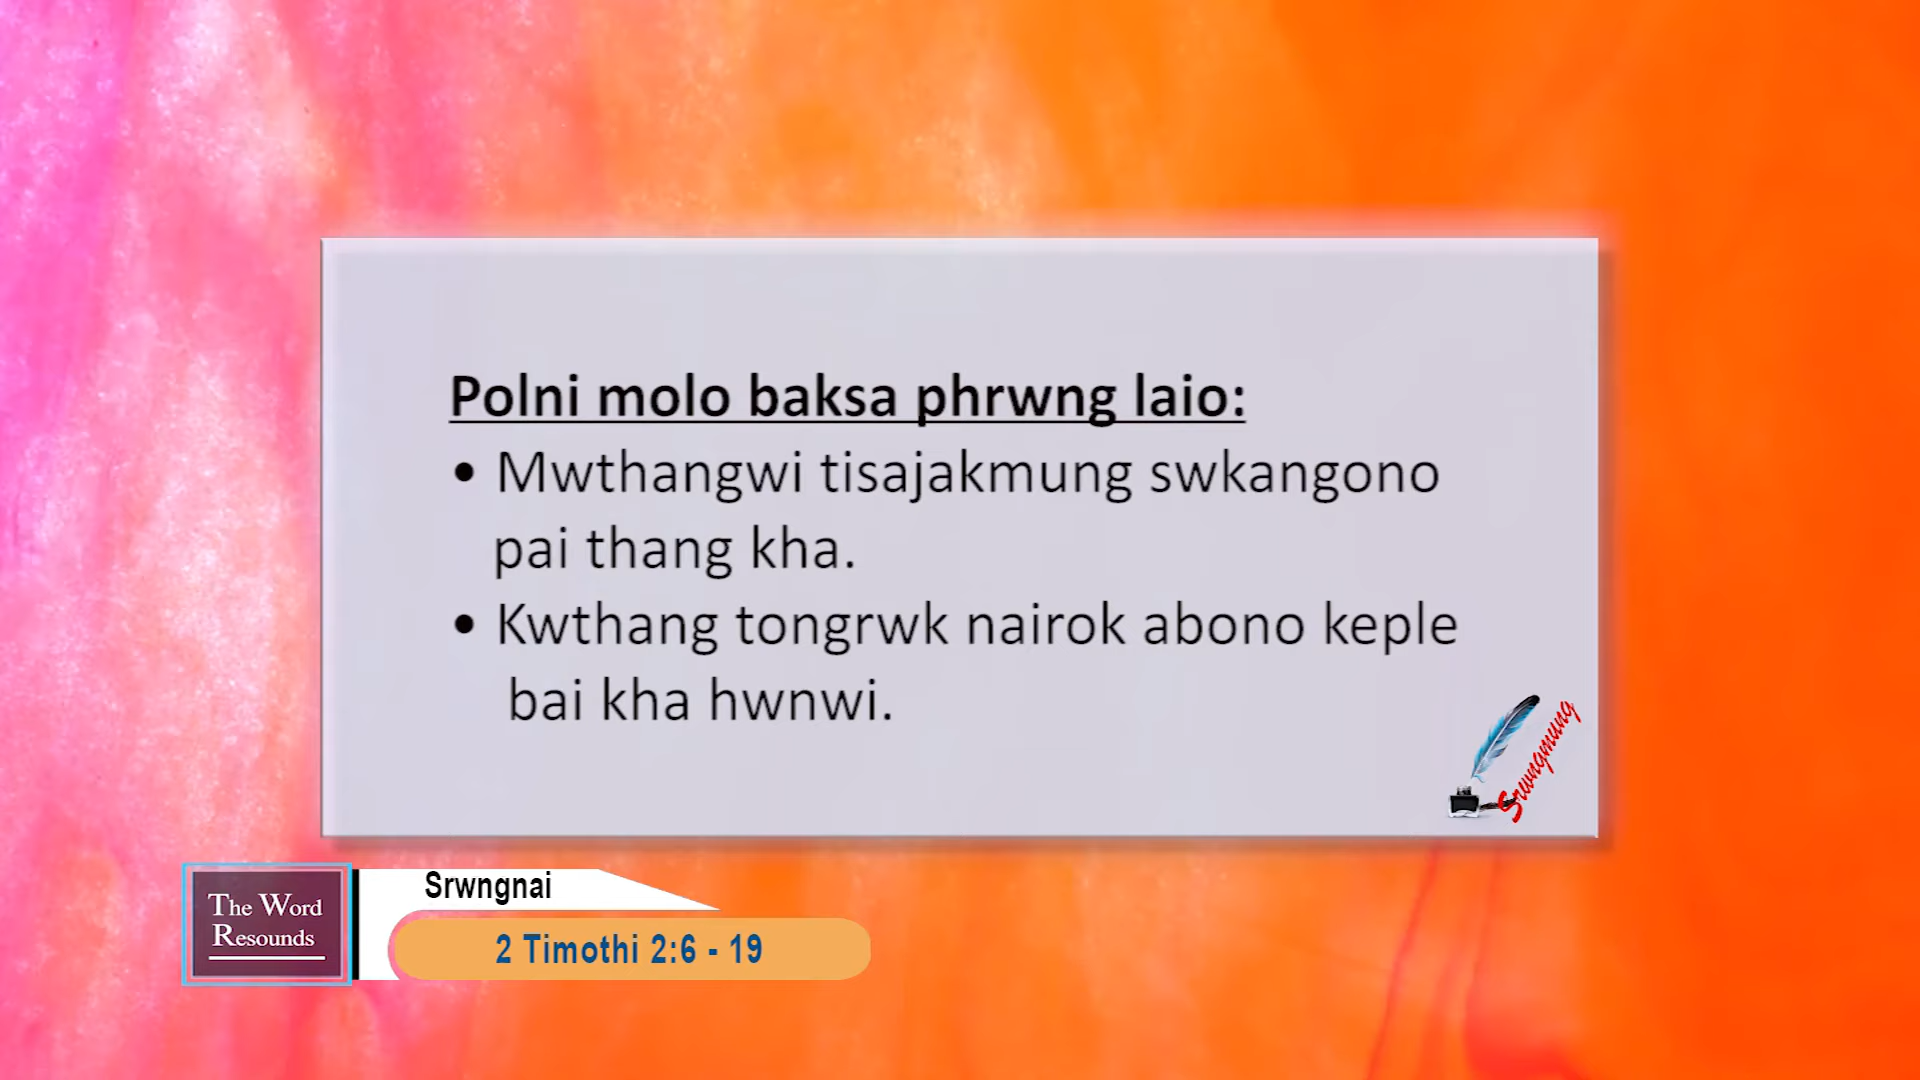 Polni molo baksa phrwng laio:
• Mwthangwi tisajakmung swkangono
pai thang kha.
• Kwthang tongrwk nairok abono keple
bai kha hwnwi.
Srwngmung
The Word
Resounds
Srwngnai
2 Timothi 2:6 - 19